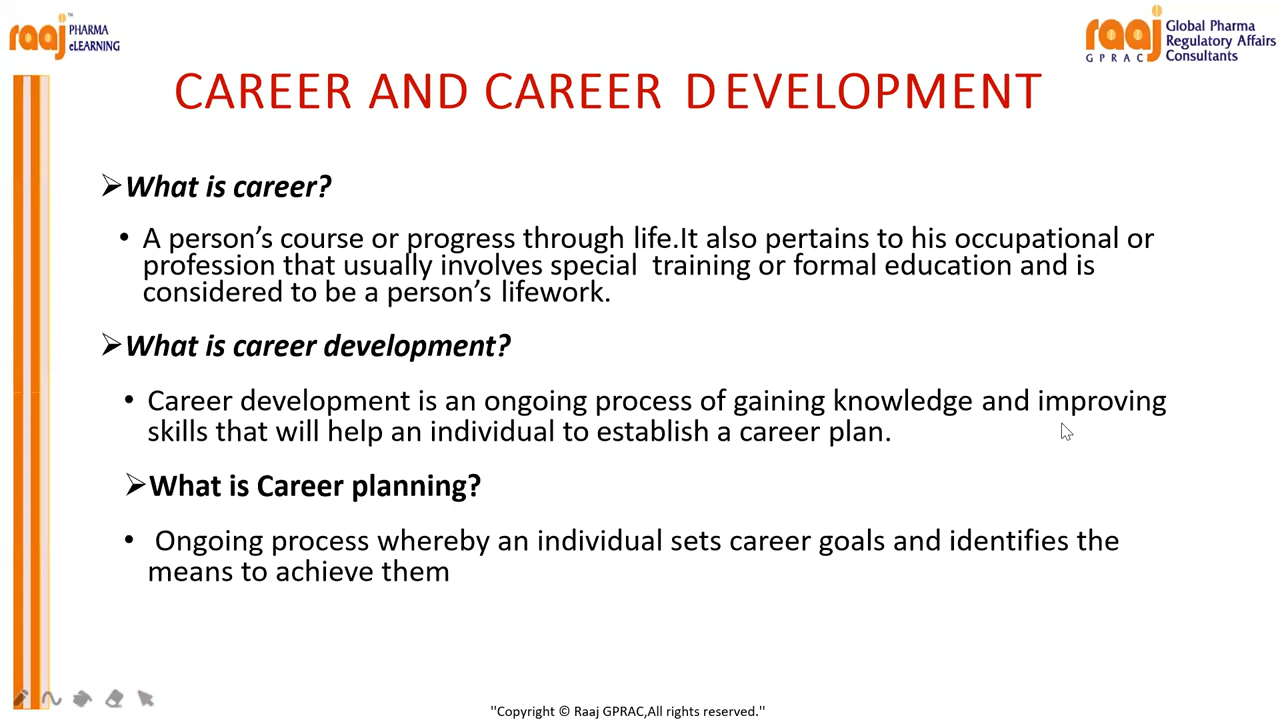 raaj PHARMA eLEARNING
raaj GPRAC Global Pharma Regulatory Affairs Consultants
CAREER AND CAREER DEVELOPMENT
➢What is career?
• A person’s course or progress through life.It also pertains to his occupational or
profession that usually involves special training or formal education and is
considered to be a person’s lifework.
➢What is career development?
• Career development is an ongoing process of gaining knowledge and improving
skills that will help an individual to establish a career plan.
➢What is Career planning?
• Ongoing process whereby an individual sets career goals and identifies the
means to achieve them
"Copyright © Raaj GPRAC,All rights reserved."